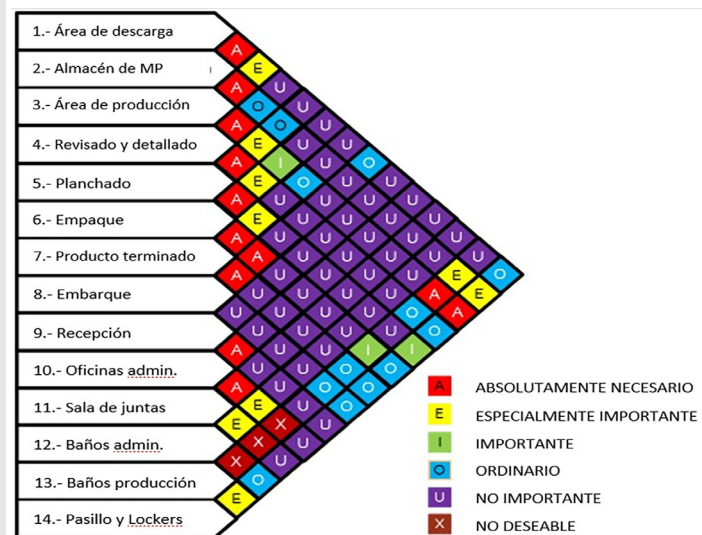 1.- Área de descarga
A
2.- Almacén de MP
E
A U
3.- Área de producción
O U
A O U
4.- Revisado y detallado
E U U
A I U O
5.- Planchado
E O U U
A U U U U
6.- Empaque
E U U U U
A U U U U U
7.- Producto terminado
A U U U U U
A U U U U E O
8.- Embarque
U U U U A E
U U U U O A
9.- Recepción
U U U U O
A U U I I
10.- Oficinas admin.
U U O O
A U O O
11.- Sala de juntas
E U O
E X U
12.- Baños admin.
X U
X U
13.- Baños producción
O
E
14.- Pasillo y Lockers
A ABSOLUTAMENTE NECESARIO
E ESPECIALMENTE IMPORTANTE
I IMPORTANTE
O ORDINARIO
U NO IMPORTANTE
X NO DESEABLE